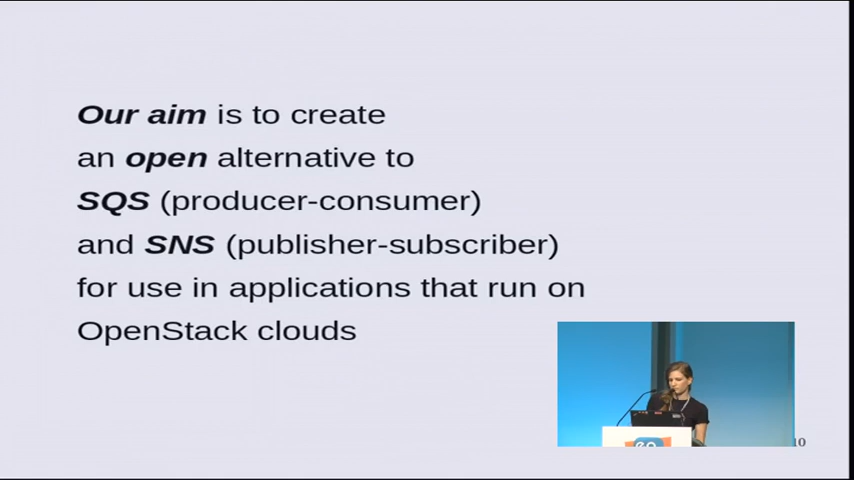 Our aim is to create
an open alternative to
SQS (producer-consumer)
and SNS (publisher-subscriber)
for use in applications that run on
OpenStack clouds
10